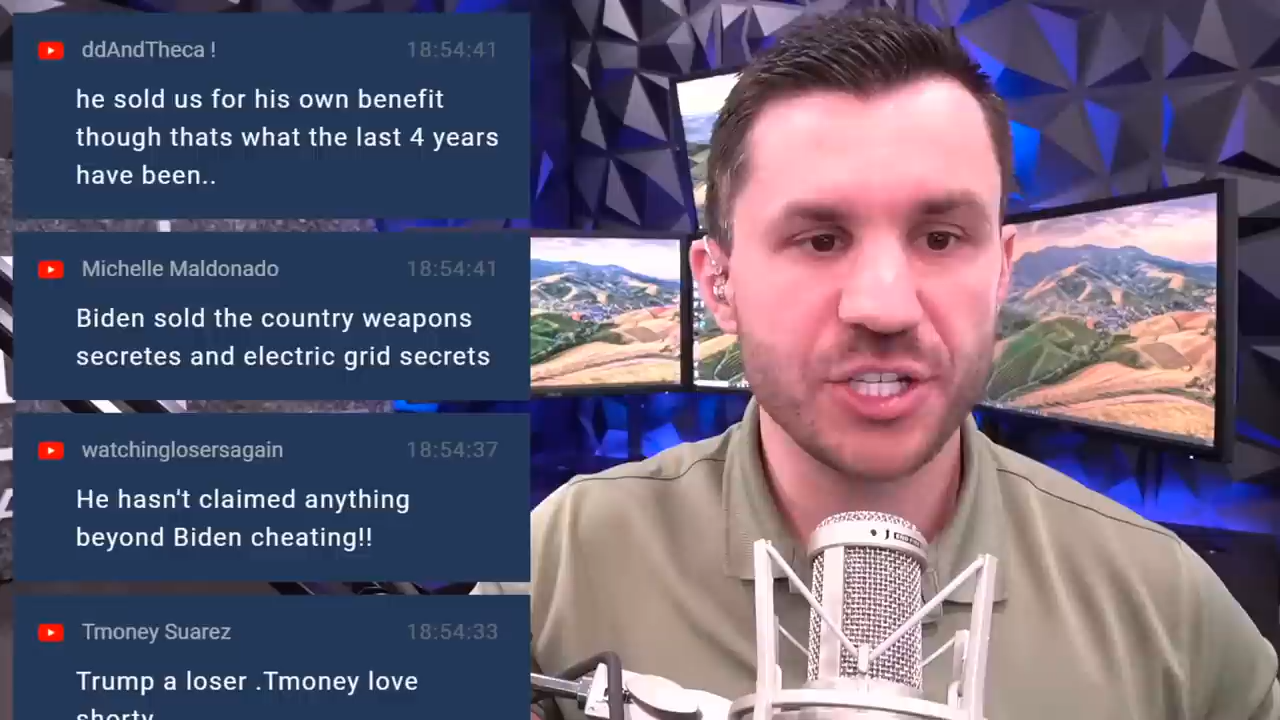 ddAndTheca ! 18:54:41
he sold us for his own benefit
though thats what the last 4 years
have been..
Michelle Maldonado 18:54:41
Biden sold the country weapons
secretes and electric grid secrets
watchinglosersagain 18:54:37
He hasn't claimed anything
beyond Biden cheating!!
Tmoney Suarez 18:54:33
Trump a loser .Tmoney love
shorty